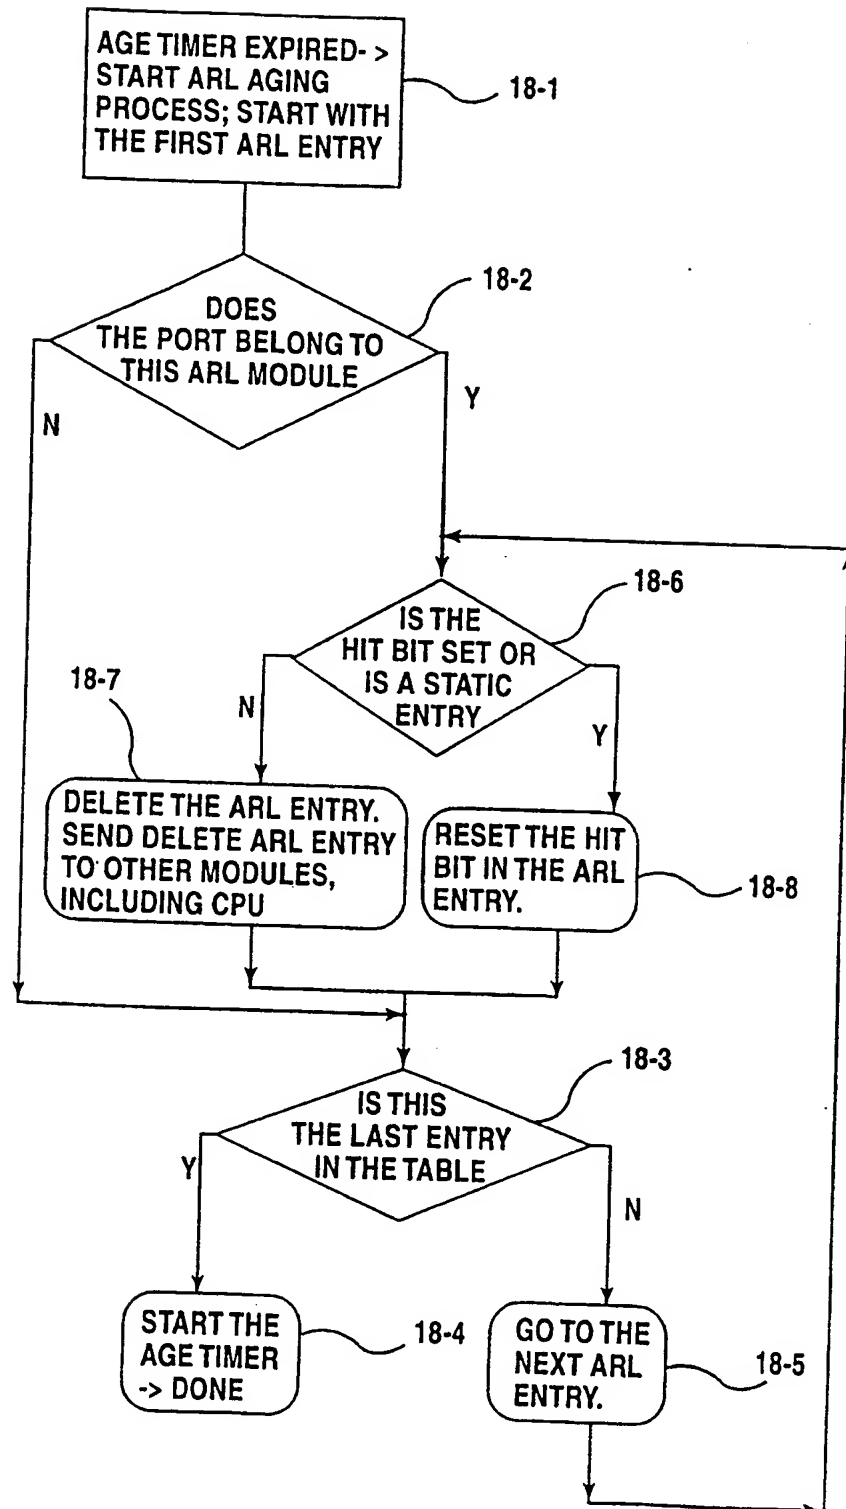 AGE TIMER EXPIRED- >
START ARL AGING
PROCESS; START WITH
THE FIRST ARL ENTRY
18-1
18-2
DOES
THE PORT BELONG TO
THIS ARL MODULE
N
Y
18-6
IS THE
HIT BIT SET OR
IS A STATIC
ENTRY
18-7
N
Y
DELETE THE ARL ENTRY.
SEND DELETE ARL ENTRY
TO OTHER MODULES,
INCLUDING CPU
RESET THE HIT
BIT IN THE ARL
ENTRY.
18-8
18-3
IS THIS
THE LAST ENTRY
IN THE TABLE
Y
N
START THE
AGE TIMER
-> DONE
18-4
GO TO THE
NEXT ARL
ENTRY.
18-5